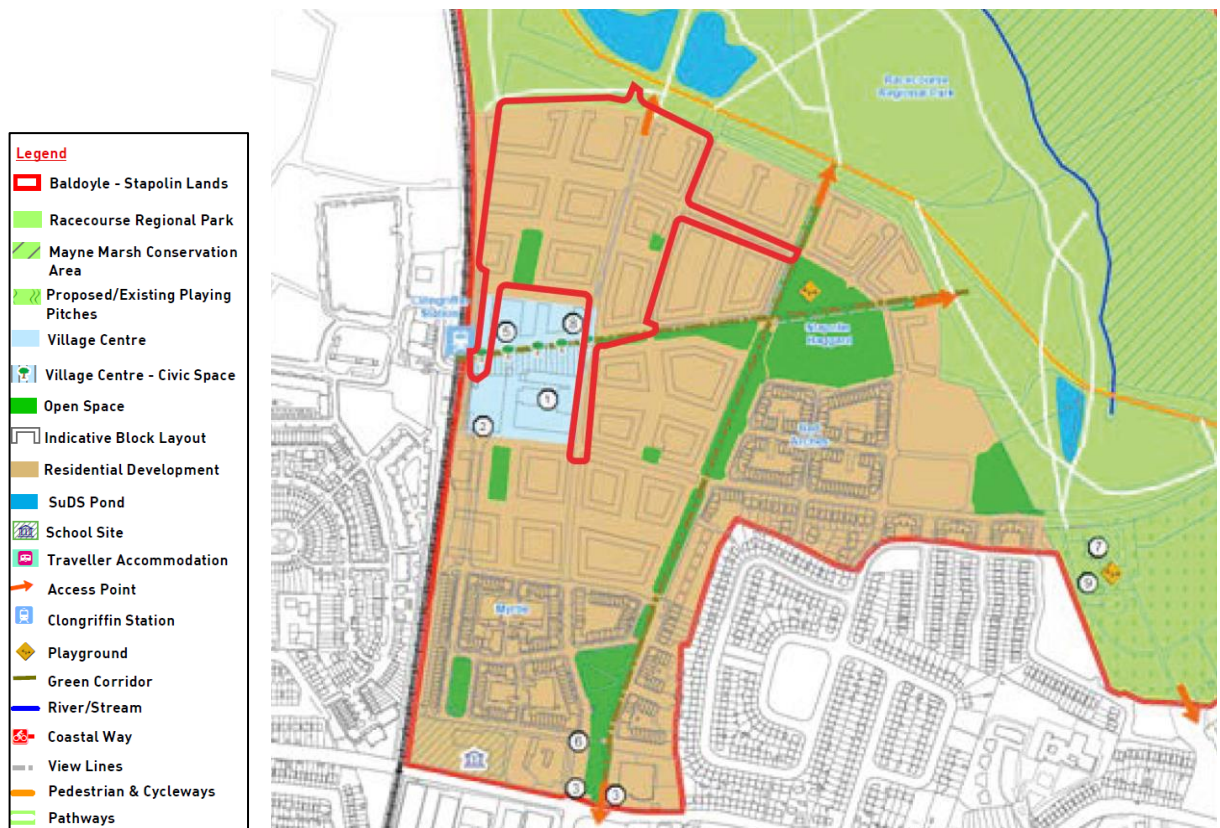 Legend
Baldoyle - Stapolin Lands
Racecourse Regional Park
Mayne Marsh Conservation
Area
Proposed/Existing Playing
Pitches
Village Centre
Village Centre - Civic Space
Open Space
Indicative Block Layout
Residential Development
SuDS Pond
School Site
Traveller Accommodation
Access Point
Clongriffin Station
Playground
Green Corridor
River/Stream
Coastal Way
View Lines
Pedestrian & Cycleways
Pathways
Racecourse
Regional Park
Clongriffin
Station
5
8
Stapolin
Haggard
1
2
Red
Arches
7
9
Myrtle
6
3
3